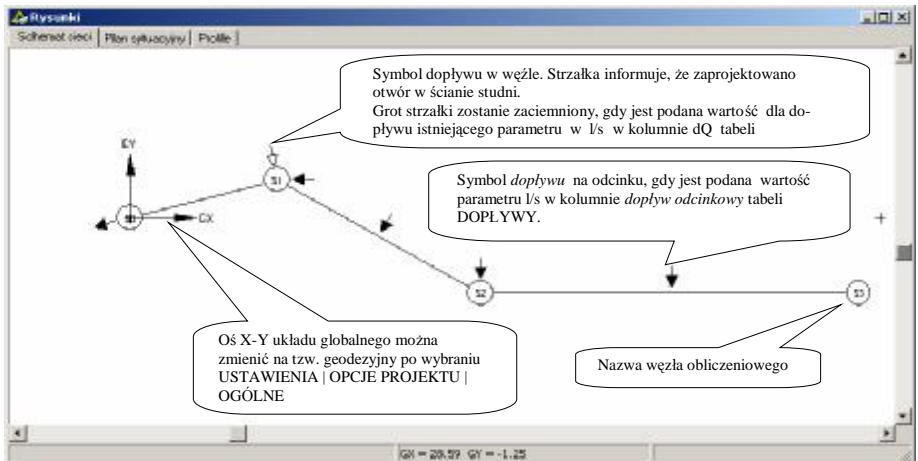 Rysunki
Schemat sieci Plan sytuacyjny Profile
Symbol dopływu w węźle. Strzałka informuje, że zaprojektowano
otwór w ścianie studni.
Grot strzałki zostanie zaciemniony, gdy jest podana wartość dla do-
pływu istniejącego parametru w l/s w kolumnie dQ tabeli
GY
S1
Symbol dopływu na odcinku, gdy jest podana wartość
parametru l/s w kolumnie dopływ odcinkowy tabeli
DOPŁYWY.
GX
S2
S3
Oś X-Y układu globalnego można
zmienić na tzw. geodezyjny po wybraniu
USTAWIENIA | OPCJE PROJEKTU |
OGÓLNE
Nazwa węzła obliczeniowego
GX = 28.59 GY = -1.25